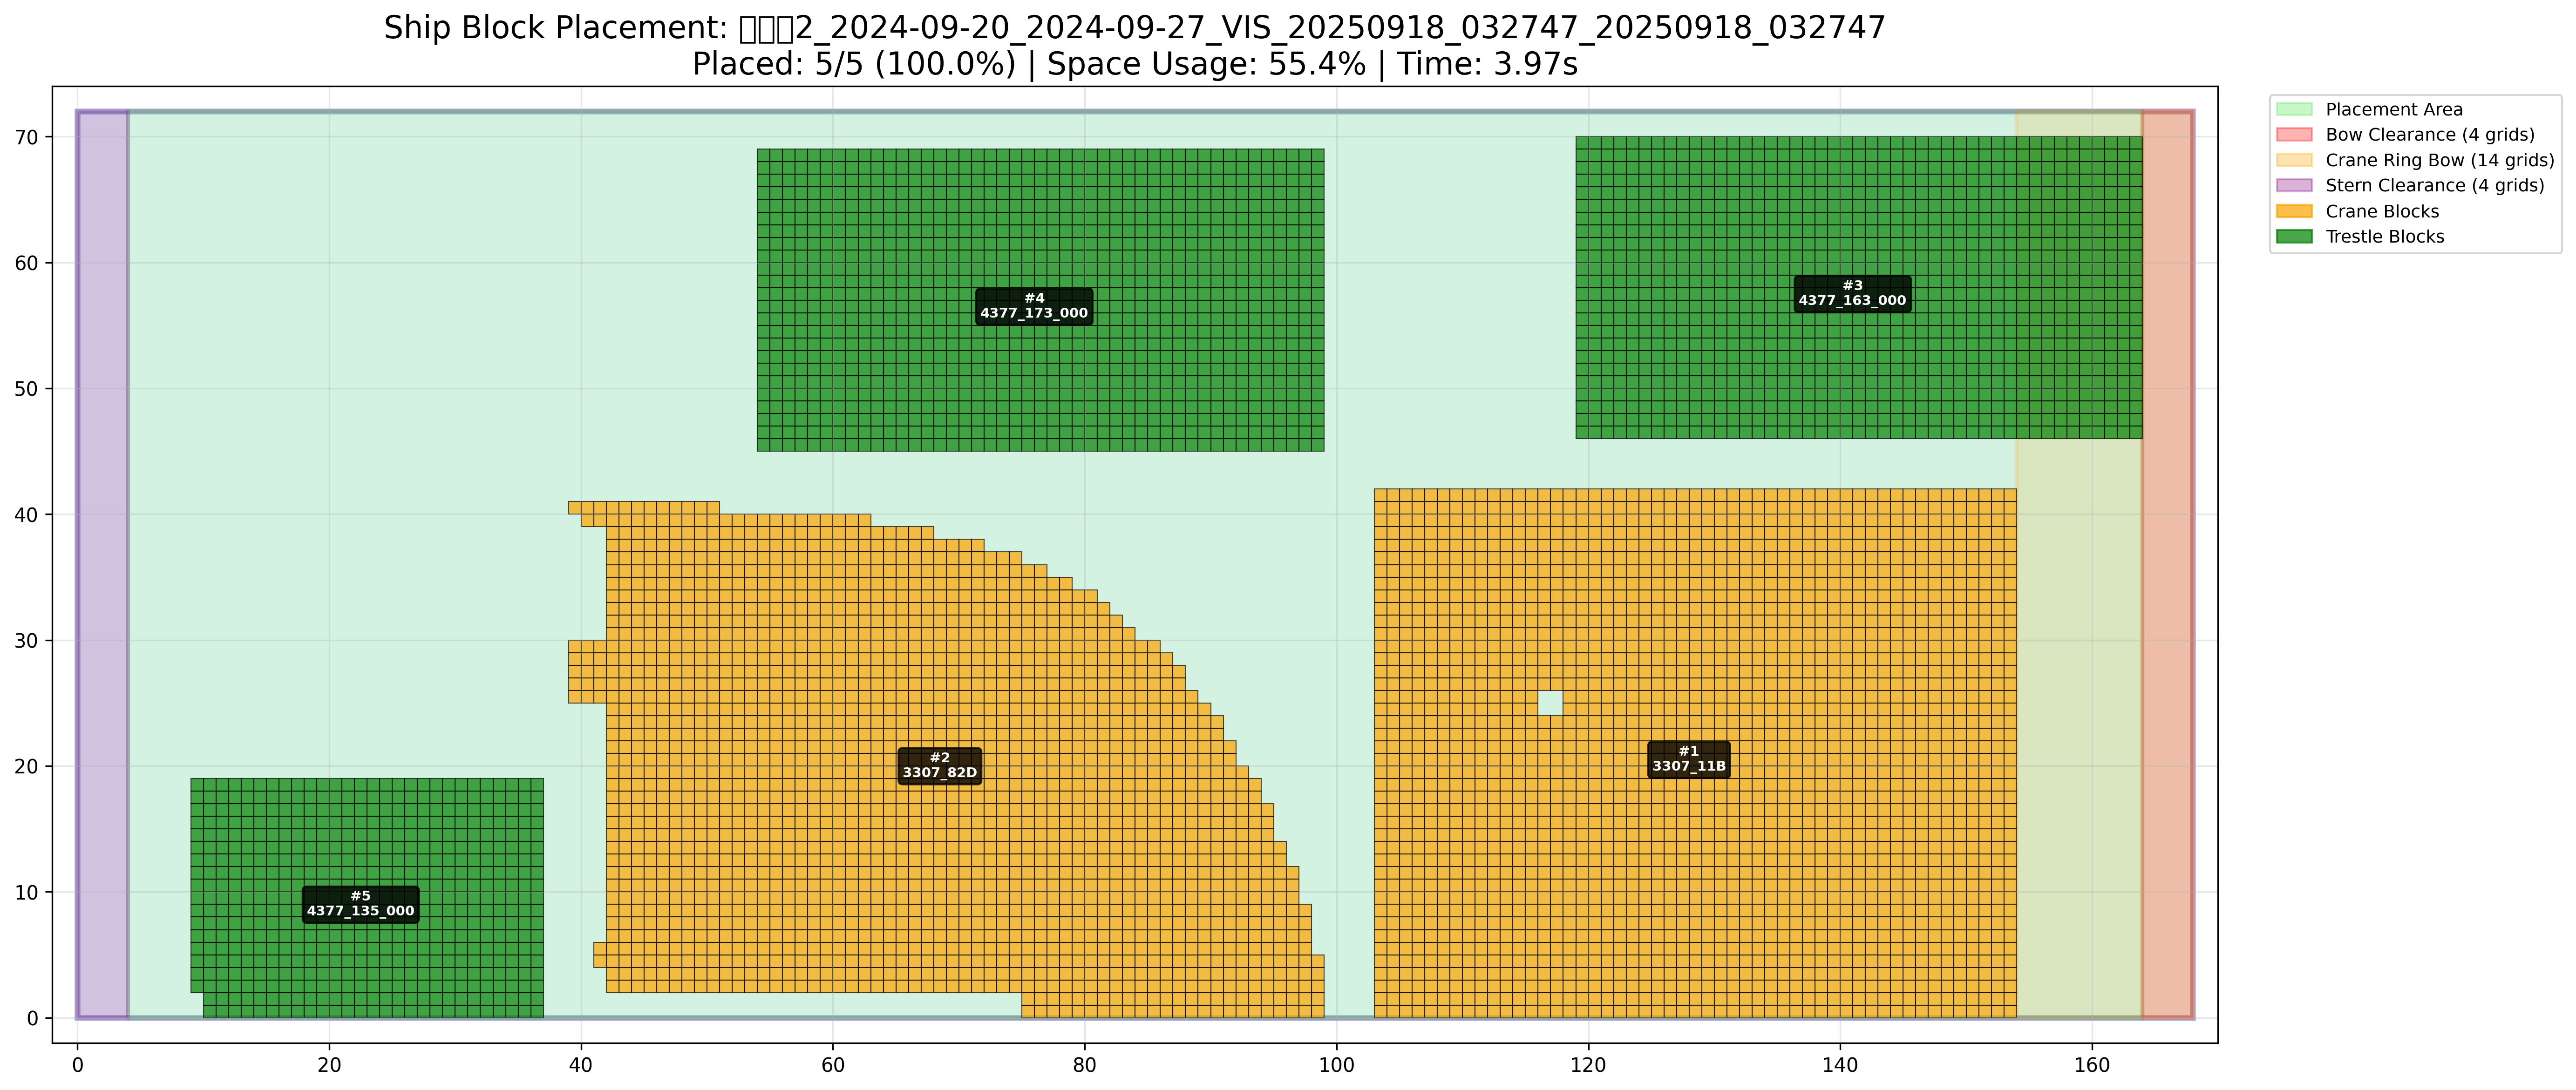 Ship Block Placement: □□□2_2024-09-20_2024-09-27_VIS_20250918_032747_20250918_032747
Placed: 5/5 (100.0%) | Space Usage: 55.4% | Time: 3.97s
Placement Area
Bow Clearance (4 grids)
Crane Ring Bow (14 grids)
Stern Clearance (4 grids)
Crane Blocks
Trestle Blocks
70
60
50
40
30
20
10
0
#4
4377_173_000
#3
4377_163_000
#2
3307_82D
#1
3307_11B
#5
4377_135_000
0 20 40 60 80 100 120 140 160